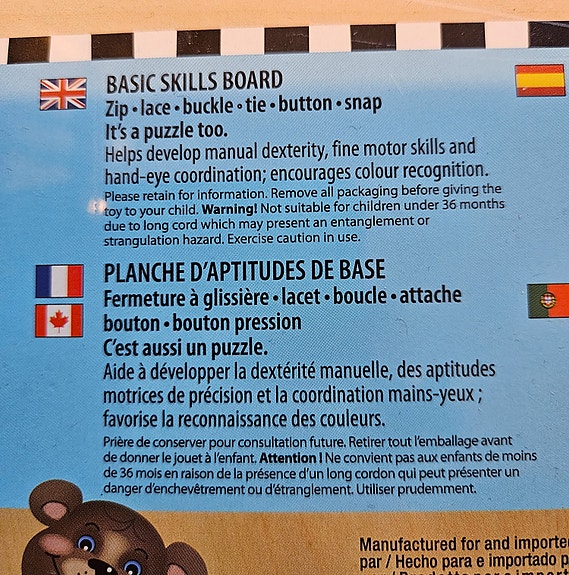 BASIC SKILLS BOARD
Zip • lace • buckle • tie • button • snap
It's a puzzle too.
Helps develop manual dexterity, fine motor skills and
hand-eye coordination; encourages colour recognition.
Please retain for information. Remove all packaging before giving the
toy to your child. Warning! Not suitable for children under 36 months
due to long cord which may present an entanglement or
strangulation hazard. Exercise caution in use.
PLANCHE D'APTITUDES DE BASE
Fermeture à glissière • lacet • boucle • attache
bouton • bouton pression
C'est aussi un puzzle.
Aide à développer la dextérité manuelle, des aptitudes
motrices de précision et la coordination mains-yeux ;
favorise la reconnaissance des couleurs.
Prière de conserver pour consultation future. Retirer tout l'emballage avant
de donner le jouet à l'enfant. Attention ! Ne convient pas aux enfants de moins
de 36 mois en raison de la présence d'un long cordon qui peut présenter un
danger d'enchevêtrement ou d'étranglement. Utiliser prudemment.
Manufactured for and importe
par / Hecho para e importado p